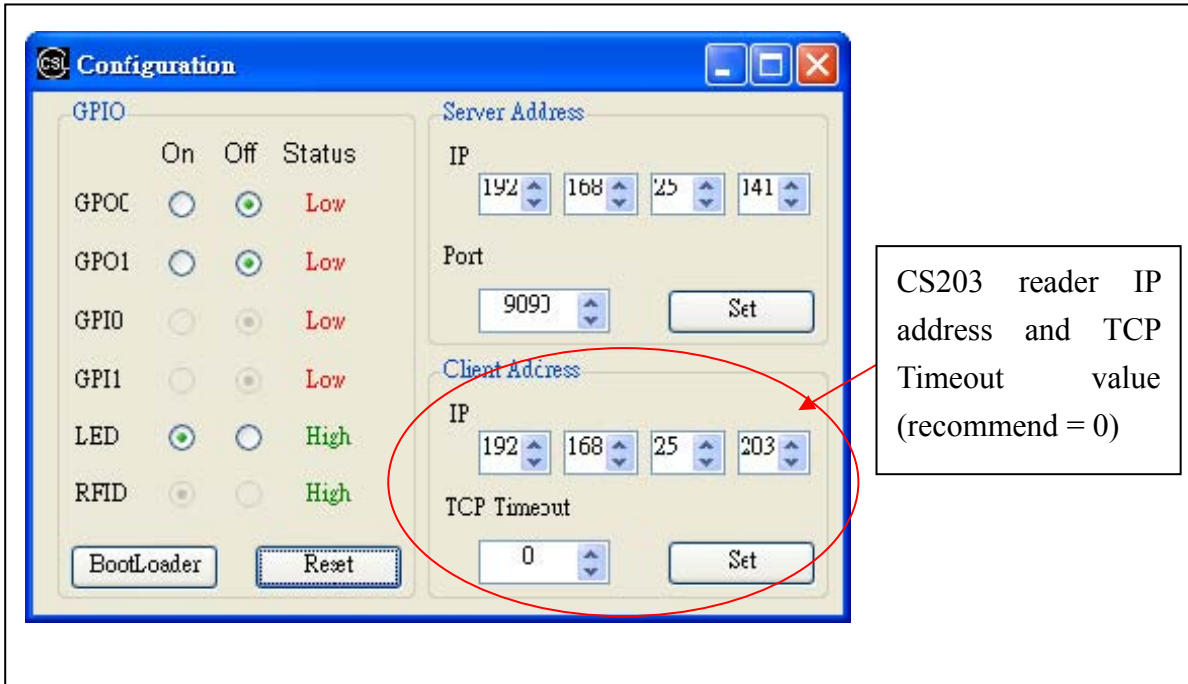 CSL Configuration
GPIO
On Off Status
GPO0 Low
GPO1 Low
GPI0 Low
GPI1 Low
LED High
RFID High
BootLoader Reset
Server Address
IP
192 168 25 141
Port
9090 Set
Client Address
IP
192 168 25 203
TCP Timeout
0 Set
CS203 reader IP
address and TCP
Timeout value
(recommend = 0)